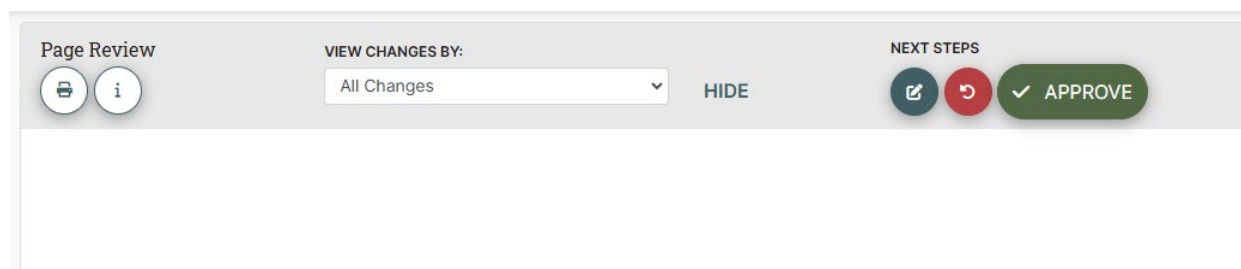 Page Review
VIEW CHANGES BY:
All Changes
HIDE
NEXT STEPS
APPROVE